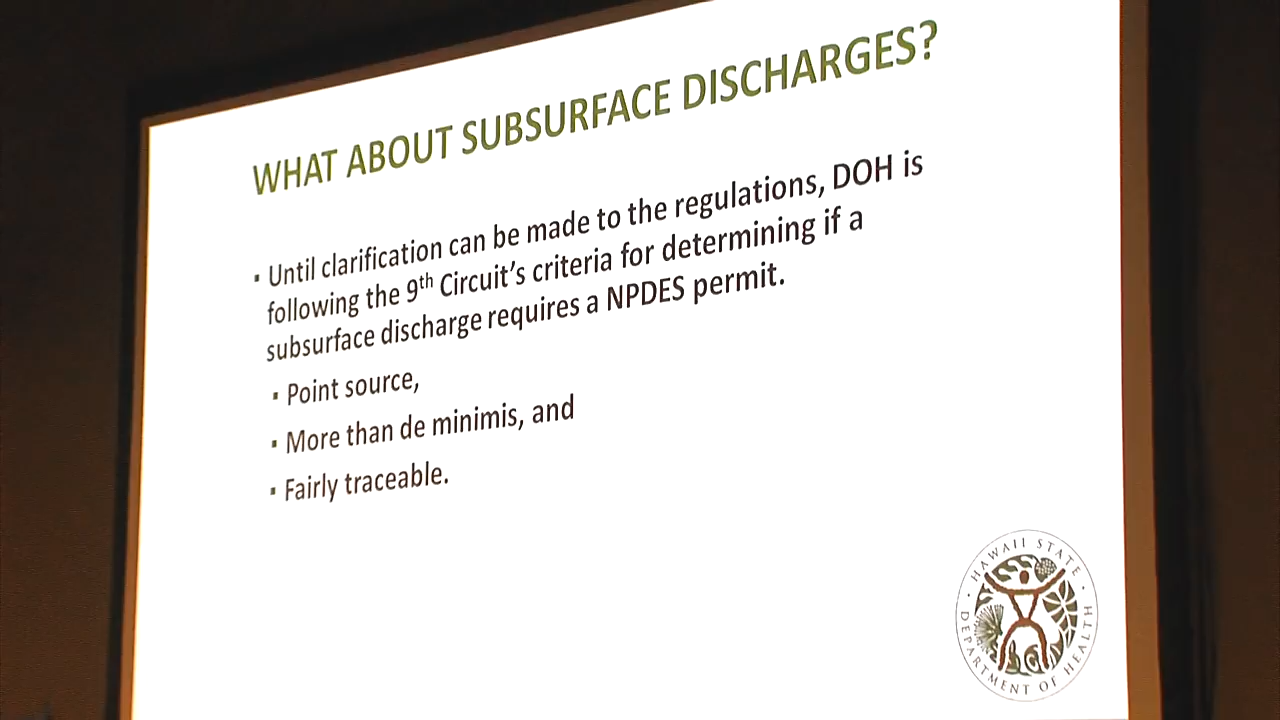 WHAT ABOUT SUBSURFACE DISCHARGES?
▪ Until clarification can be made to the regulations, DOH is
following the 9th Circuit's criteria for determining if a
subsurface discharge requires a NPDES permit.
▪ Point source,
▪ More than de minimis, and
▪ Fairly traceable.
HAWAII STATE
DEPARTMENT OF HEALTH